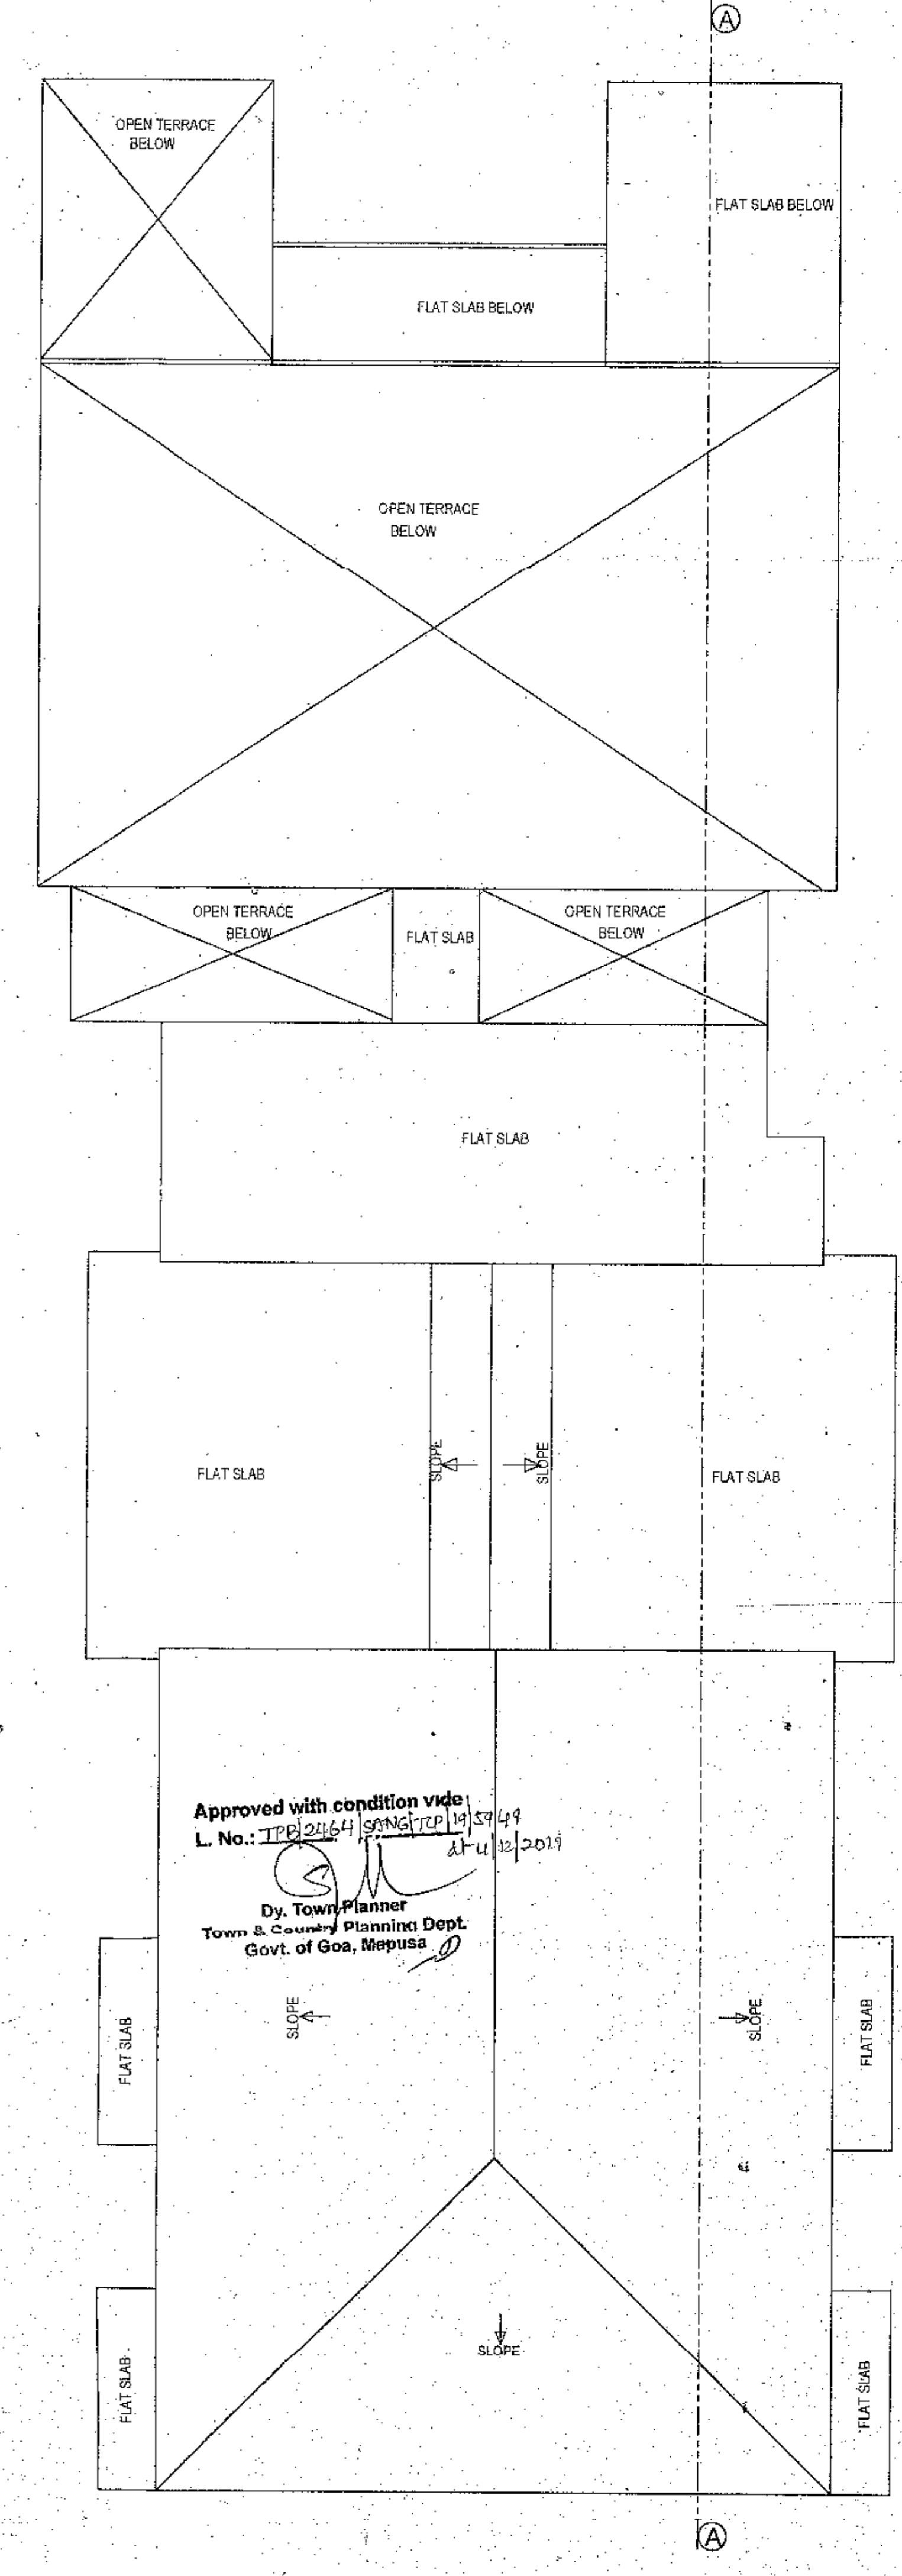 A
OPEN TERRACE
BELOW
FLAT SLAB BELOW
FLAT SLAB BELOW
OPEN TERRACE
BELOW
OPEN TERRACE
BELOW
FLAT SLAB
OPEN TERRACE
BELOW
FLAT SLAB
FLAT SLAB
SLOPE
SLOPE
FLAT SLAB
Approved with condition vide
L. No.: TPB/2464/SANG/TCP/19/5949
dt 4/12/2019
Dy. Town Planner
Town & Country Planning Dept.
Govt. of Goa, Mapusa
FLAT SLAB
SLOPE
SLOPE
FLAT SLAB
SLOPE
FLAT SLAB
FLAT SLAB
A